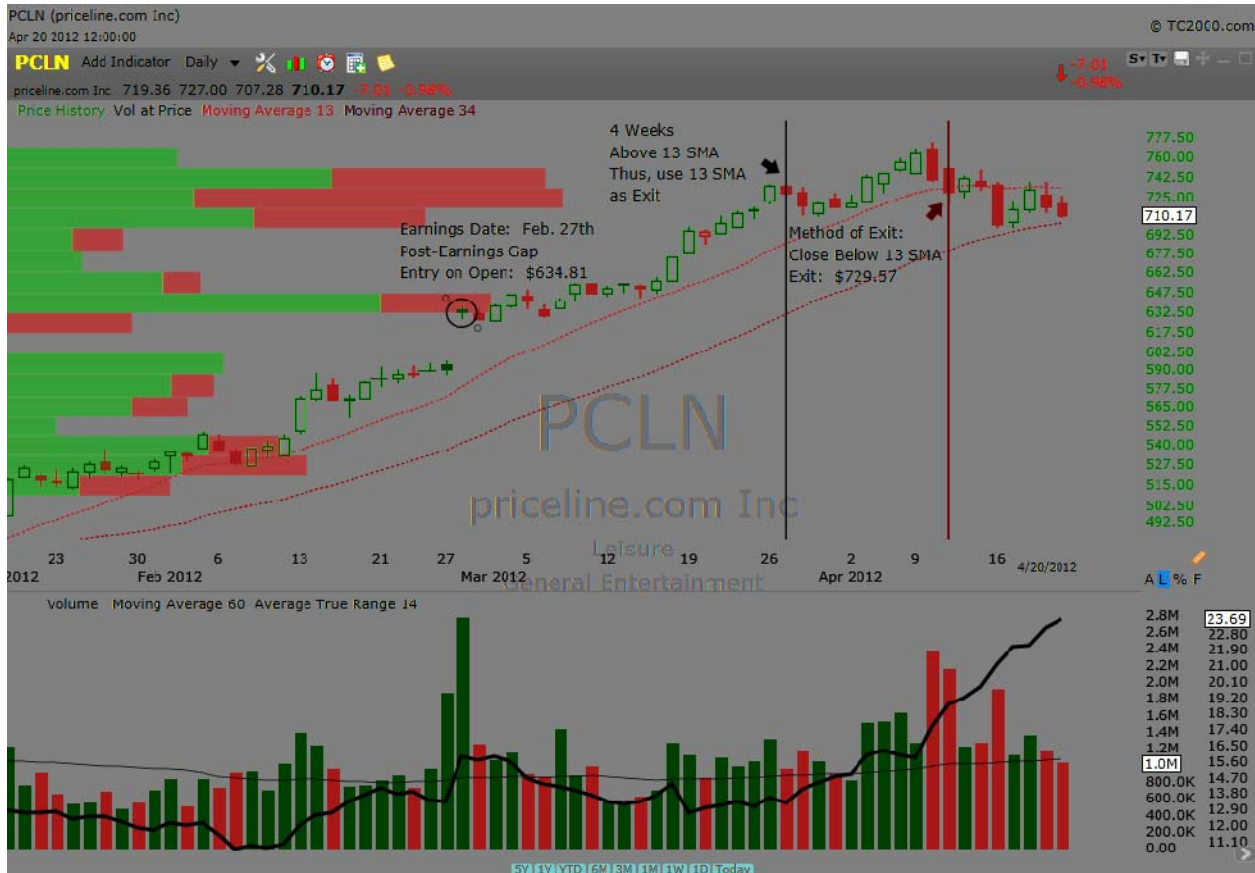 PCLN (priceline.com Inc)
Apr 20 2012 12:00:00
© TC2000.com
PCLN Add Indicator Daily
-7.01
-0.98%
S T
priceline.com Inc 719.36 727.00 707.28 710.17 -7.01 -0.98%
Price History Vol at Price Moving Average 13 Moving Average 34
4 Weeks
Above 13 SMA
Thus, use 13 SMA
as Exit
Earnings Date: Feb. 27th
Post-Earnings Gap
Entry on Open: $634.81
Method of Exit:
Close Below 13 SMA
Exit: $729.57
777.50
760.00
742.50
725.00
710.17
692.50
677.50
662.50
647.50
632.50
617.50
602.50
590.00
577.50
565.00
552.50
540.00
527.50
515.00
502.50
492.50
PCLN
priceline.com Inc
Leisure
General Entertainment
23 30 6 13 21 27 5 12 19 26 2 9 16 4/20/2012
2012 Feb 2012 Mar 2012 Apr 2012
A L % F
Volume Moving Average 60 Average True Range 14
2.8M 23.69
2.6M 22.80
2.4M 21.90
2.2M 21.00
2.0M 20.10
1.8M 19.20
1.6M 18.30
1.4M 17.40
1.2M 16.50
1.0M 15.60
800.0K 14.70
600.0K 13.80
400.0K 12.90
200.0K 12.00
0.00 11.10
5Y 1Y YTD 6M 3M 1M 1W 1D Today